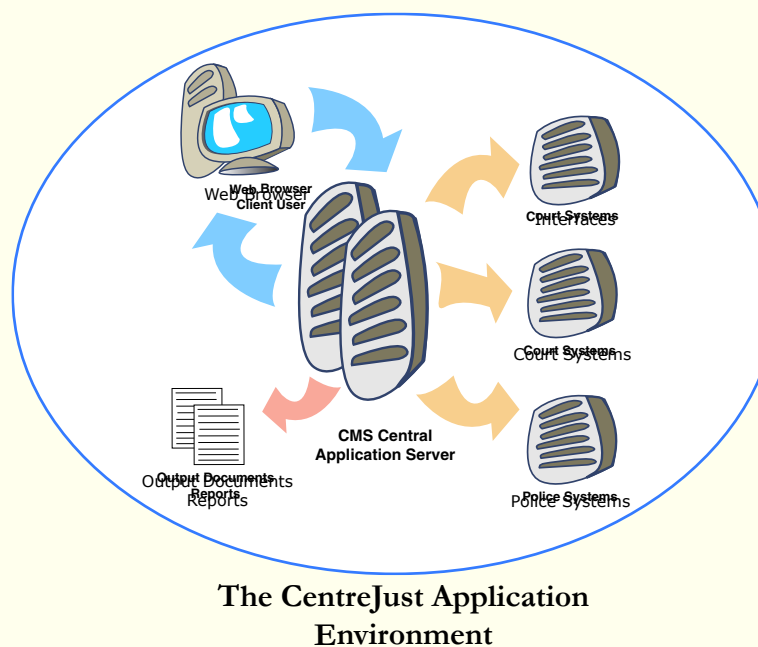 Web Browser
Client User
Web Browser
Court Systems
Interfaces
Court Systems
Court Systems
CMS Central
Application Server
Output Documents
Reports
Output Documents
Reports
Police Systems
Police Systems
The CentreJust Application
Environment